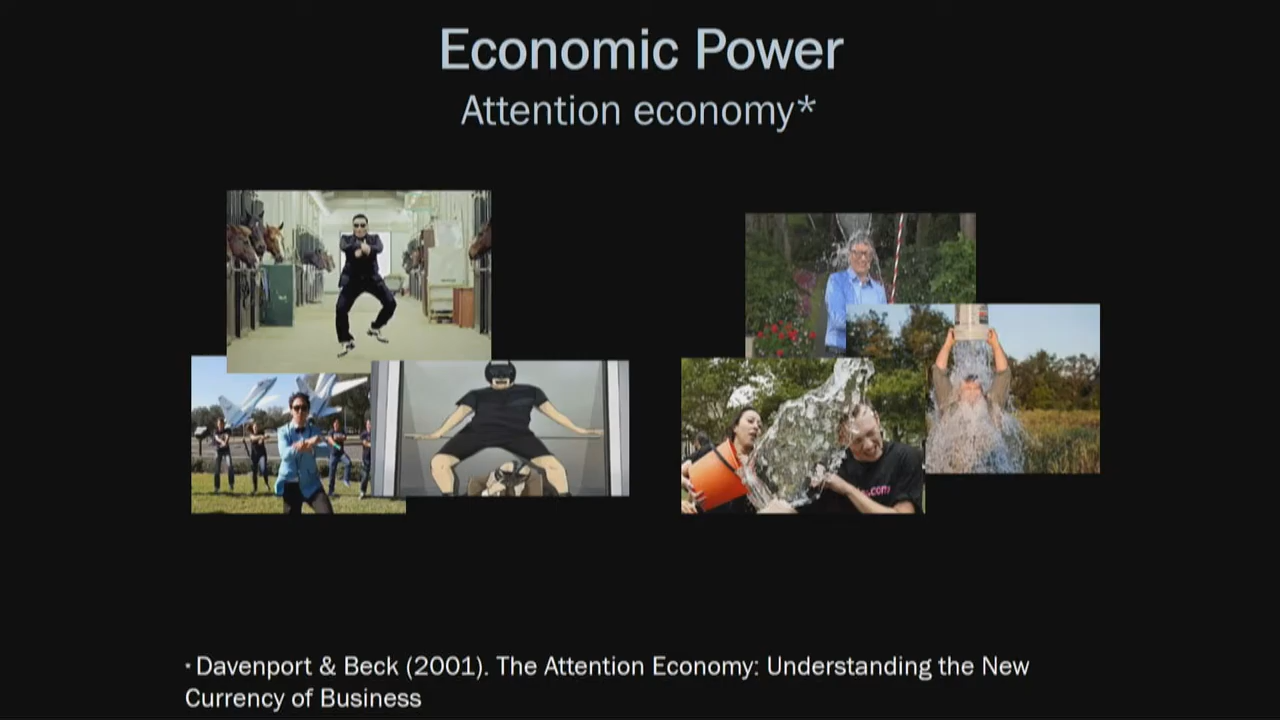 Economic Power
Attention economy*
* Davenport & Beck (2001). The Attention Economy: Understanding the New
Currency of Business